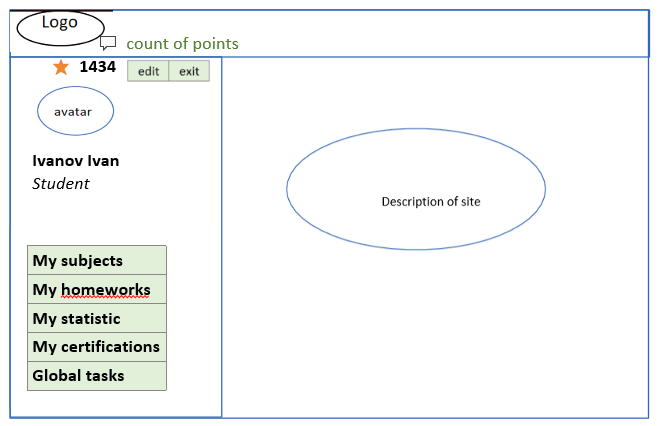 Logo
count of points
1434
edit exit
avatar
Ivanov Ivan
Student
Description of site
My subjects
My homeworks
My statistic
My certifications
Global tasks